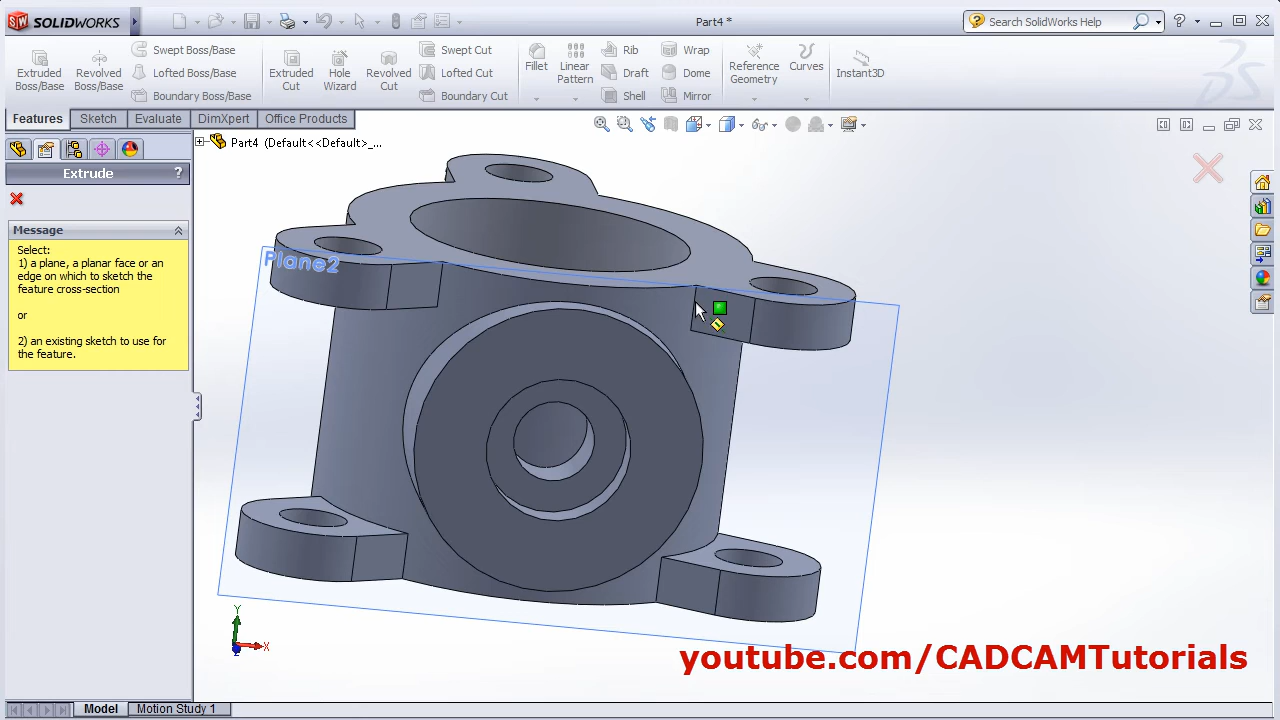 SOLIDWORKS
Part4 *
Search SolidWorks Help
Extruded Boss/Base
Revolved Boss/Base
Swept Boss/Base
Lofted Boss/Base
Boundary Boss/Base
Extruded Cut
Hole Wizard
Revolved Cut
Swept Cut
Lofted Cut
Boundary Cut
Fillet
Linear Pattern
Rib
Draft
Shell
Wrap
Dome
Mirror
Reference Geometry
Curves
Instant3D
Features
Sketch
Evaluate
DimXpert
Office Products
Part4 (Default<<Default>_...
Extrude
?
Message
Select:
1) a plane, a planar face or an
edge on which to sketch the
feature cross-section
or
2) an existing sketch to use for
the feature.
Plane2
Y
X
Z
youtube.com/CADCAMTutorials
Model
Motion Study 1